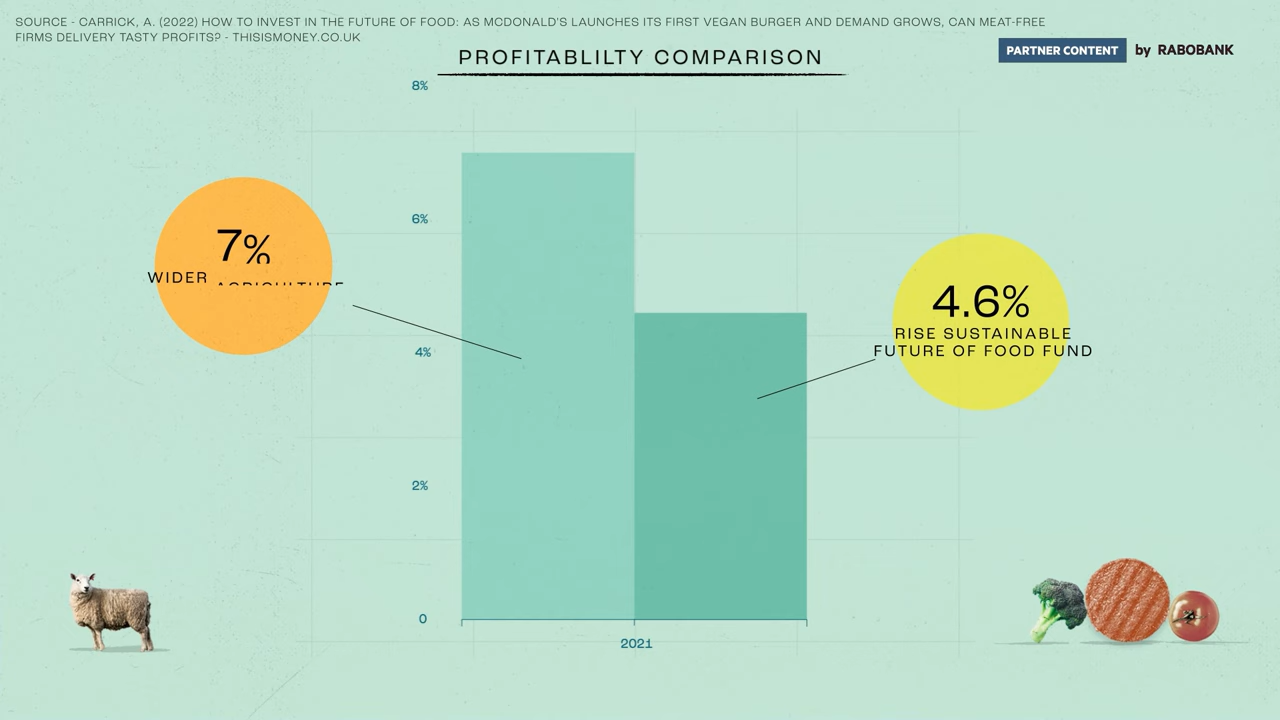 SOURCE - CARRICK, A. (2022) HOW TO INVEST IN THE FUTURE OF FOOD: AS MCDONALD'S LAUNCHES ITS FIRST VEGAN BURGER AND DEMAND GROWS, CAN MEAT-FREE
FIRMS DELIVERY TASTY PROFITS? - THISISMONEY.CO.UK
PARTNER CONTENT by RABOBANK
PROFITABLILTY COMPARISON
8%
6%
4%
2%
0
2021
7%
WIDER AGRICULTURE
4.6%
RISE SUSTAINABLE
FUTURE OF FOOD FUND